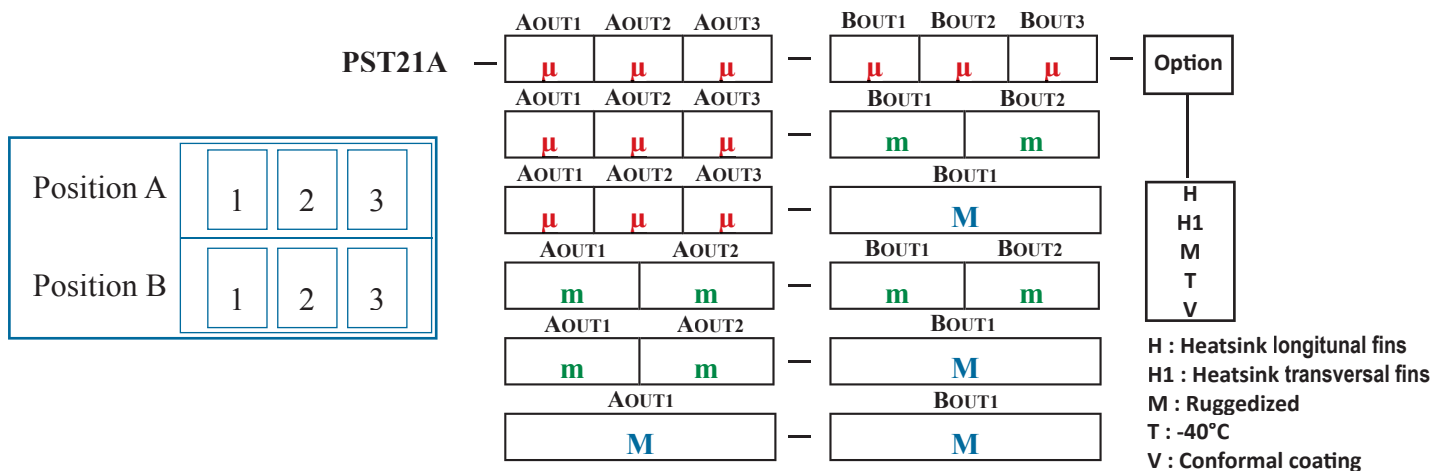 AOUT1 AOUT2 AOUT3 BOUT1 BOUT2 BOUT3
PST21A — µ µ µ — µ µ µ — Option
AOUT1 AOUT2 AOUT3 BOUT1 BOUT2
µ µ µ — m m
AOUT1 AOUT2 AOUT3 BOUT1
µ µ µ — M
AOUT1 AOUT2 BOUT1 BOUT2
m m — m m
AOUT1 AOUT2 BOUT1
m m — M
AOUT1 BOUT1
M — M
Position A 1 2 3
Position B 1 2 3
H
H1
M
T
V
H : Heatsink longitunal fins
H1 : Heatsink transversal fins
M : Ruggedized
T : -40°C
V : Conformal coating